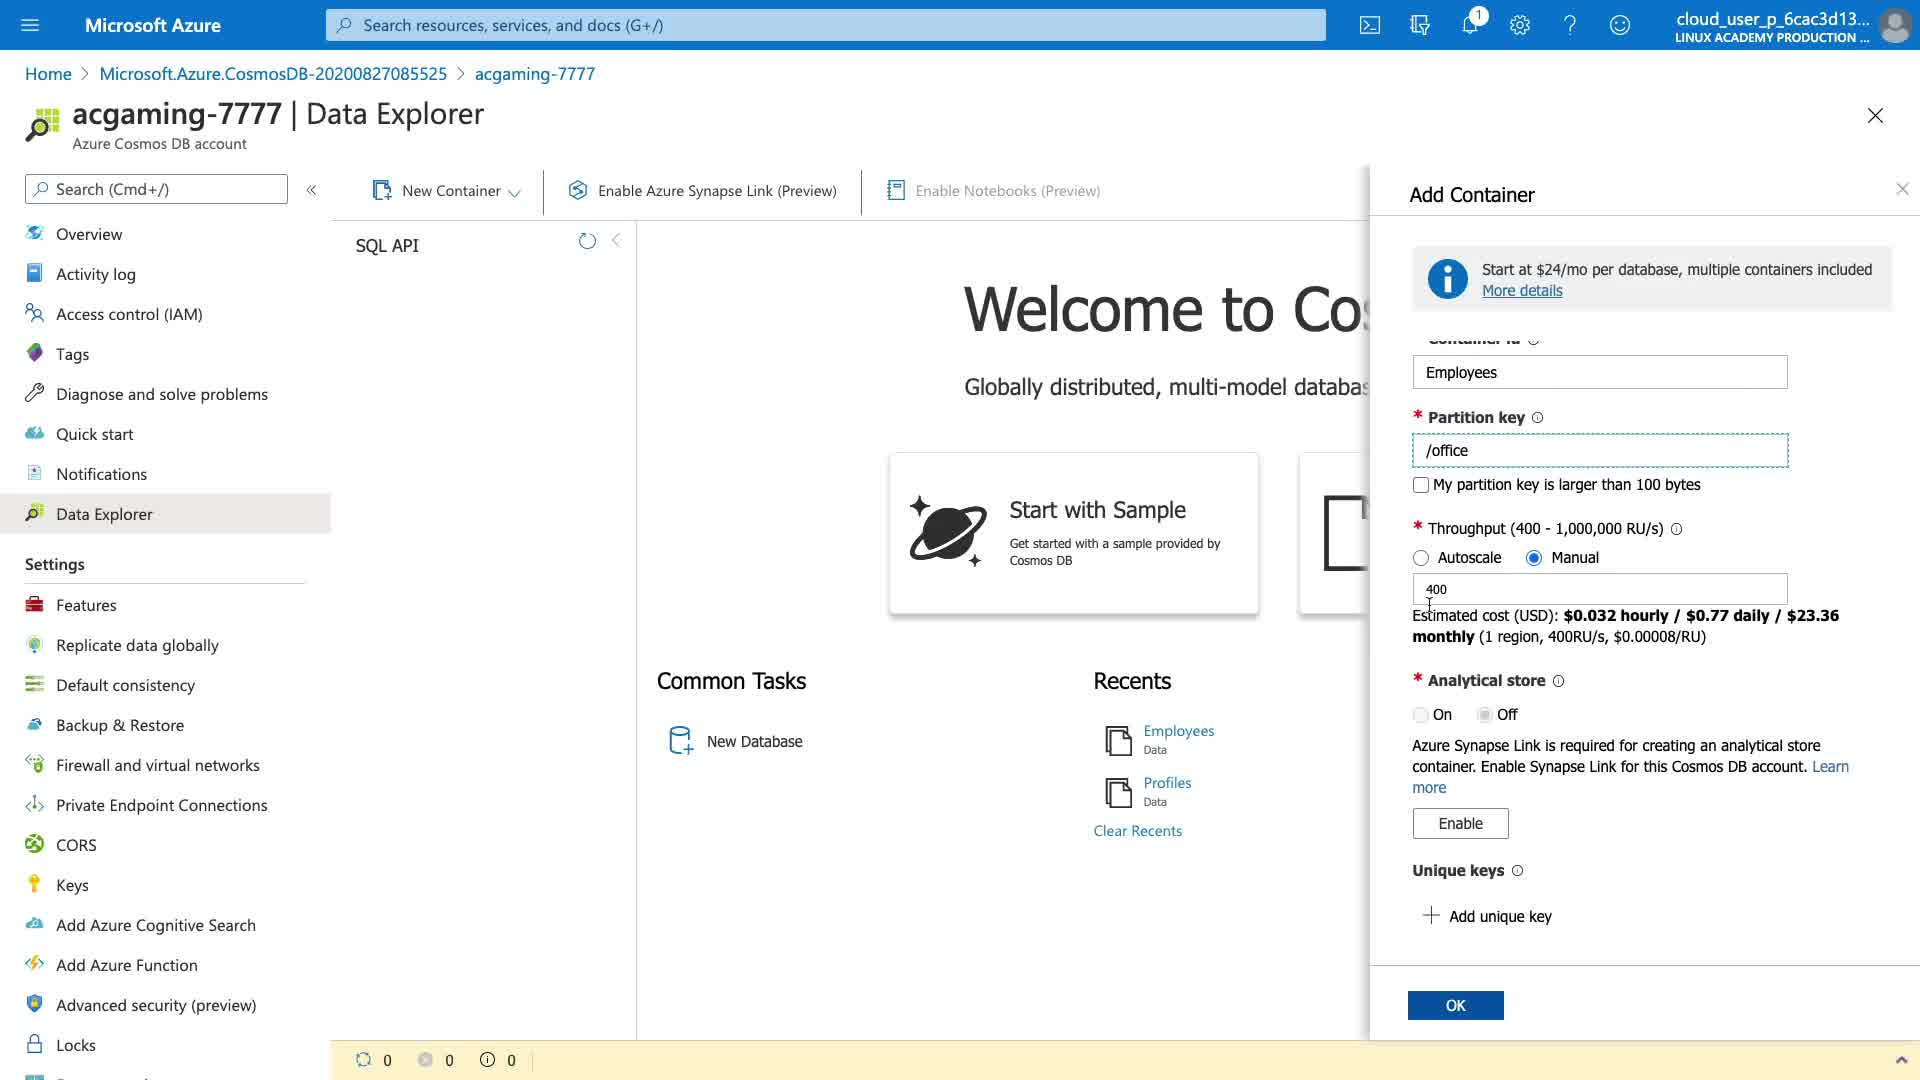 Microsoft Azure
Search resources, services, and docs (G+/)
1
cloud_user_p_6cac3d13...
LINUX ACADEMY PRODUCTION ...
Home > Microsoft.Azure.CosmosDB-20200827085525 > acgaming-7777
acgaming-7777 | Data Explorer
Azure Cosmos DB account
Search (Cmd+/)
Overview
Activity log
Access control (IAM)
Tags
Diagnose and solve problems
Quick start
Notifications
Data Explorer
Settings
Features
Replicate data globally
Default consistency
Backup & Restore
Firewall and virtual networks
Private Endpoint Connections
CORS
Keys
Add Azure Cognitive Search
Add Azure Function
Advanced security (preview)
Locks
New Container
Enable Azure Synapse Link (Preview)
Enable Notebooks (Preview)
SQL API
Welcome to Cos
Globally distributed, multi-model databas
Start with Sample
Get started with a sample provided by
Cosmos DB
Common Tasks
New Database
Recents
Employees
Data
Profiles
Data
Clear Recents
0 0 0
Add Container
Start at $24/mo per database, multiple containers included
More details
Container id
Employees
* Partition key
/office
My partition key is larger than 100 bytes
* Throughput (400 - 1,000,000 RU/s)
Autoscale Manual
400
Estimated cost (USD): $0.032 hourly / $0.77 daily / $23.36
monthly (1 region, 400RU/s, $0.00008/RU)
* Analytical store
On Off
Azure Synapse Link is required for creating an analytical store
container. Enable Synapse Link for this Cosmos DB account. Learn
more
Enable
Unique keys
Add unique key
OK